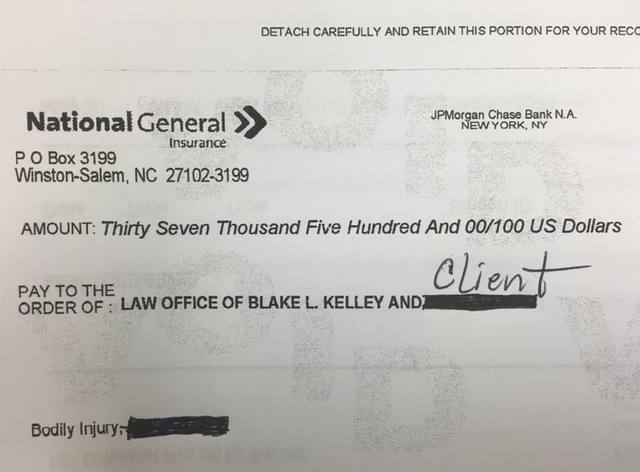 DETACH CAREFULLY AND RETAIN THIS PORTION FOR YOUR RECO
National General
Insurance
P O Box 3199
Winston-Salem, NC 27102-3199
JPMorgan Chase Bank N.A.
NEW YORK, NY
AMOUNT: Thirty Seven Thousand Five Hundred And 00/100 US Dollars
Client
PAY TO THE
ORDER OF : LAW OFFICE OF BLAKE L. KELLEY AND
Bodily Injury:
VOID
VOID